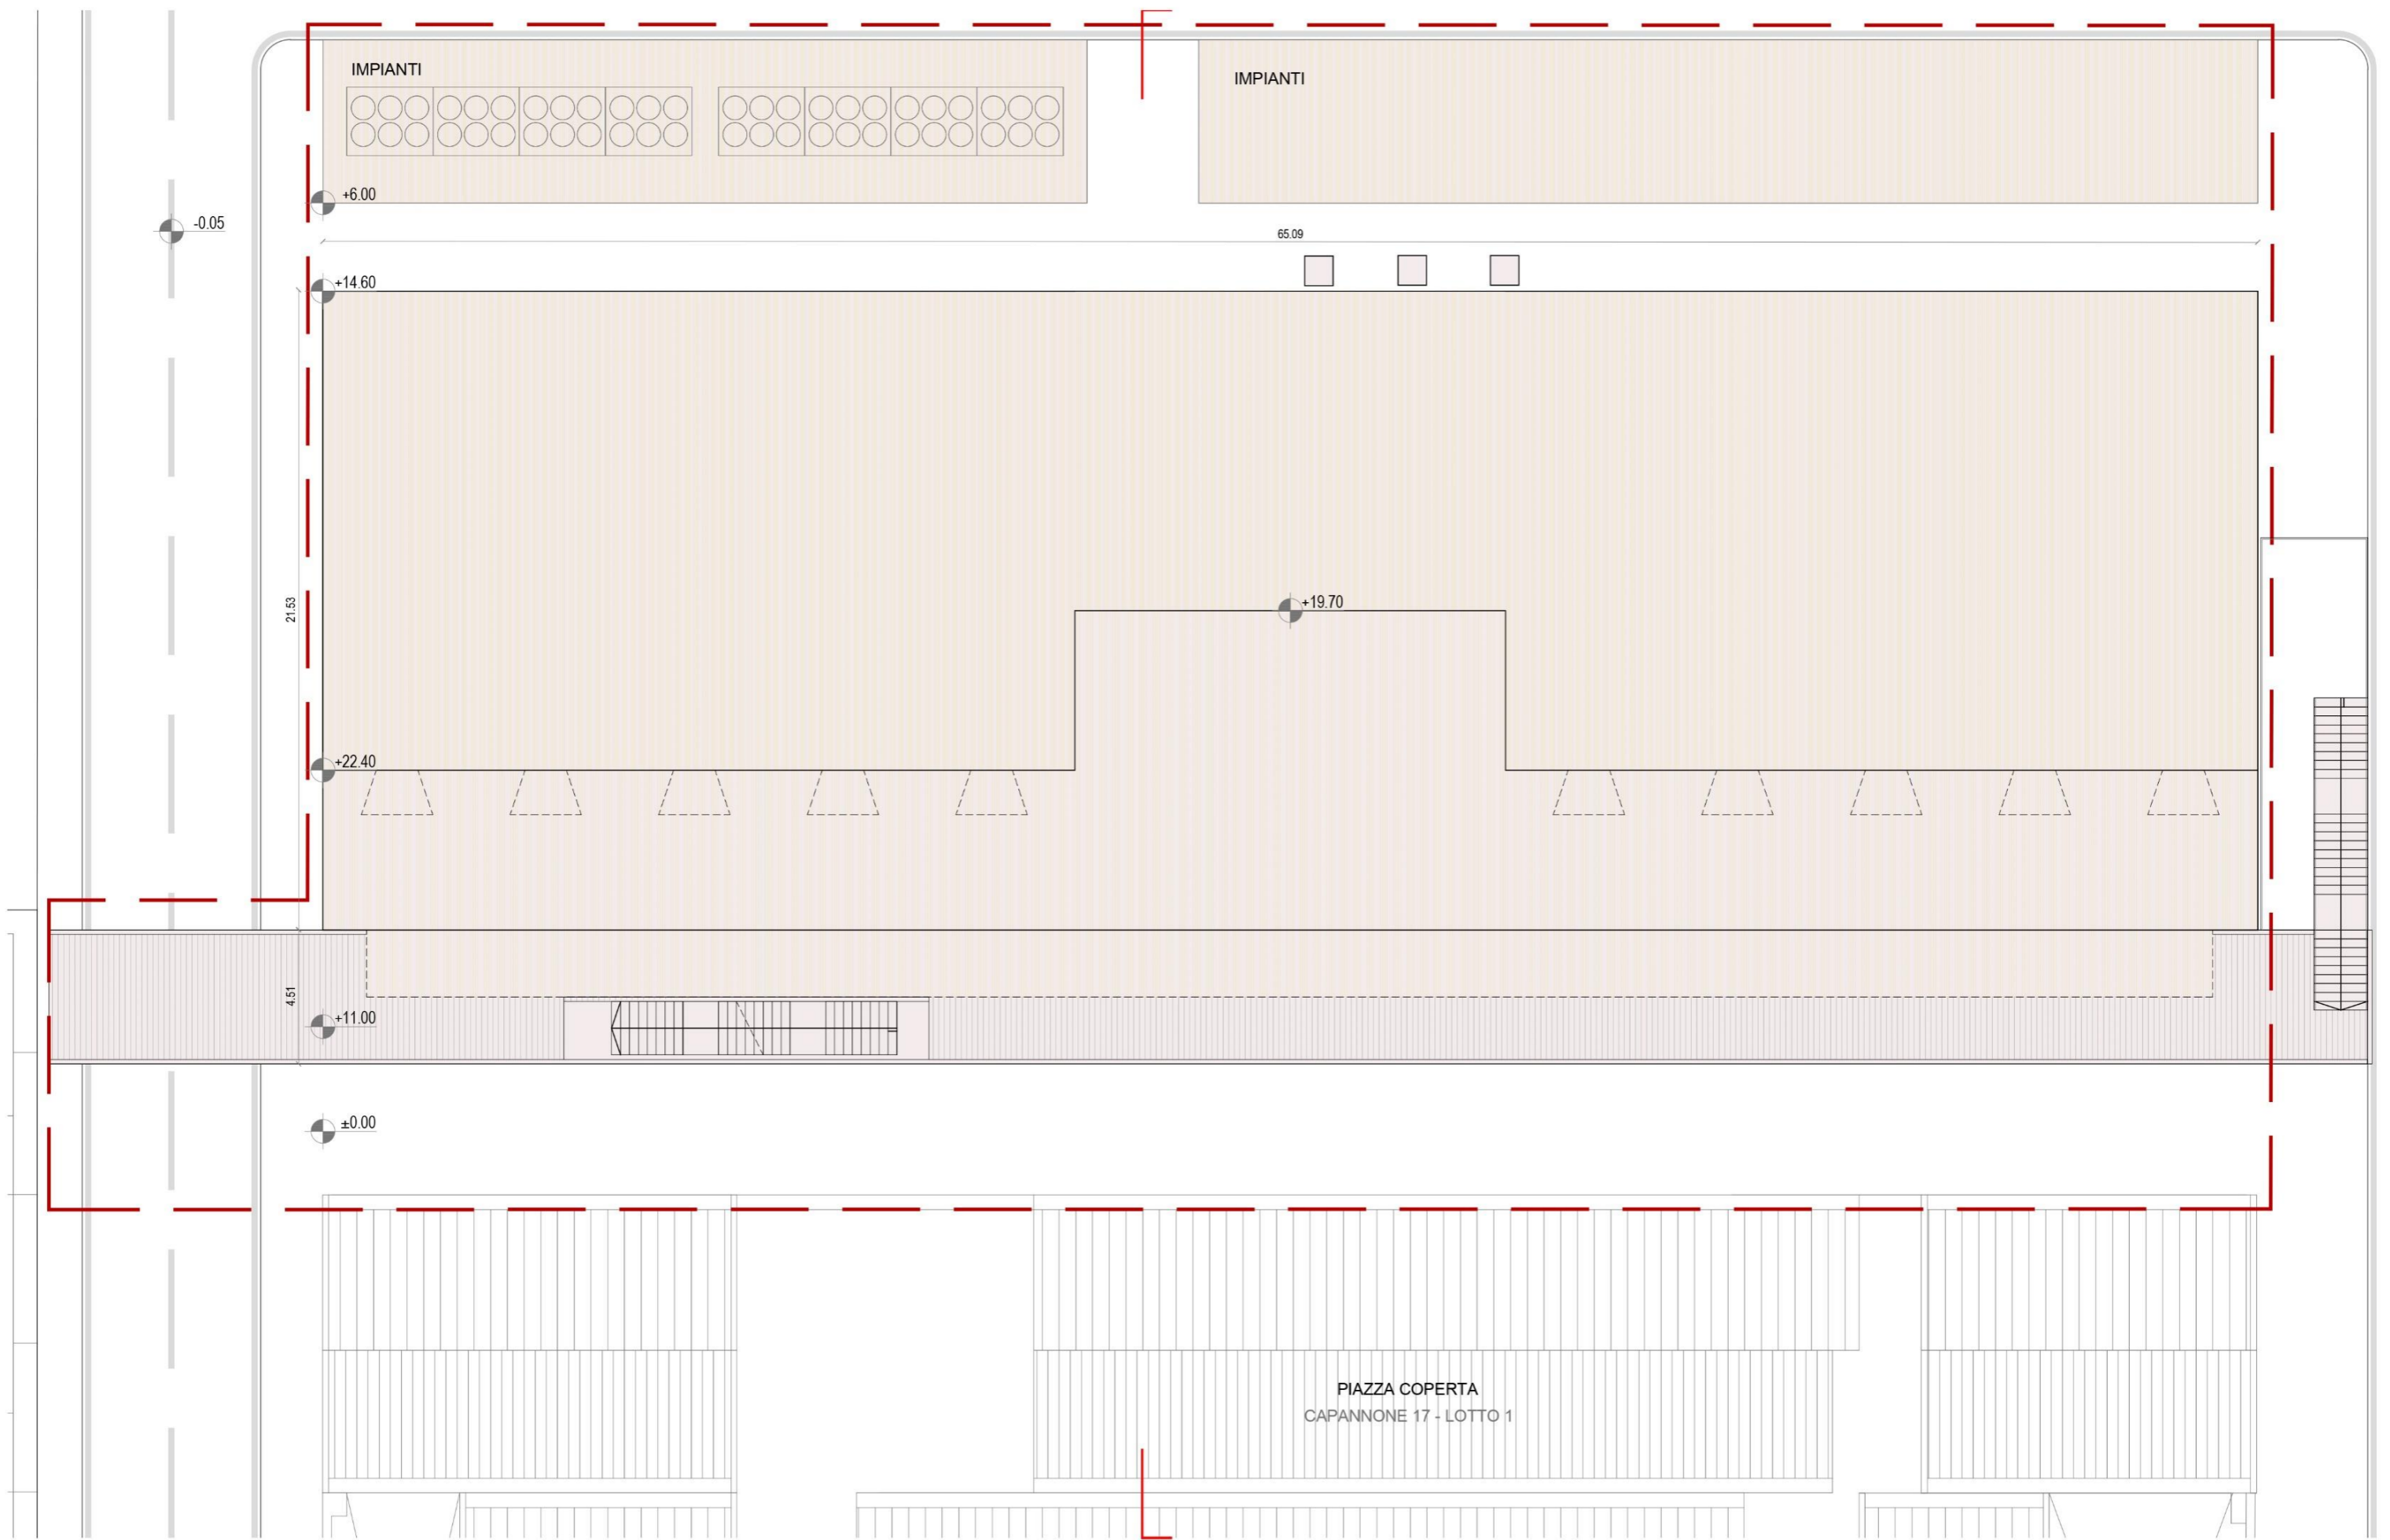 IMPIANTI
IMPIANTI
+6.00
-0.05
65.09
+14.60
21.53
+19.70
+22.40
4.51
+11.00
±0.00
PIAZZA COPERTA
CAPANNONE 17 - LOTTO 1